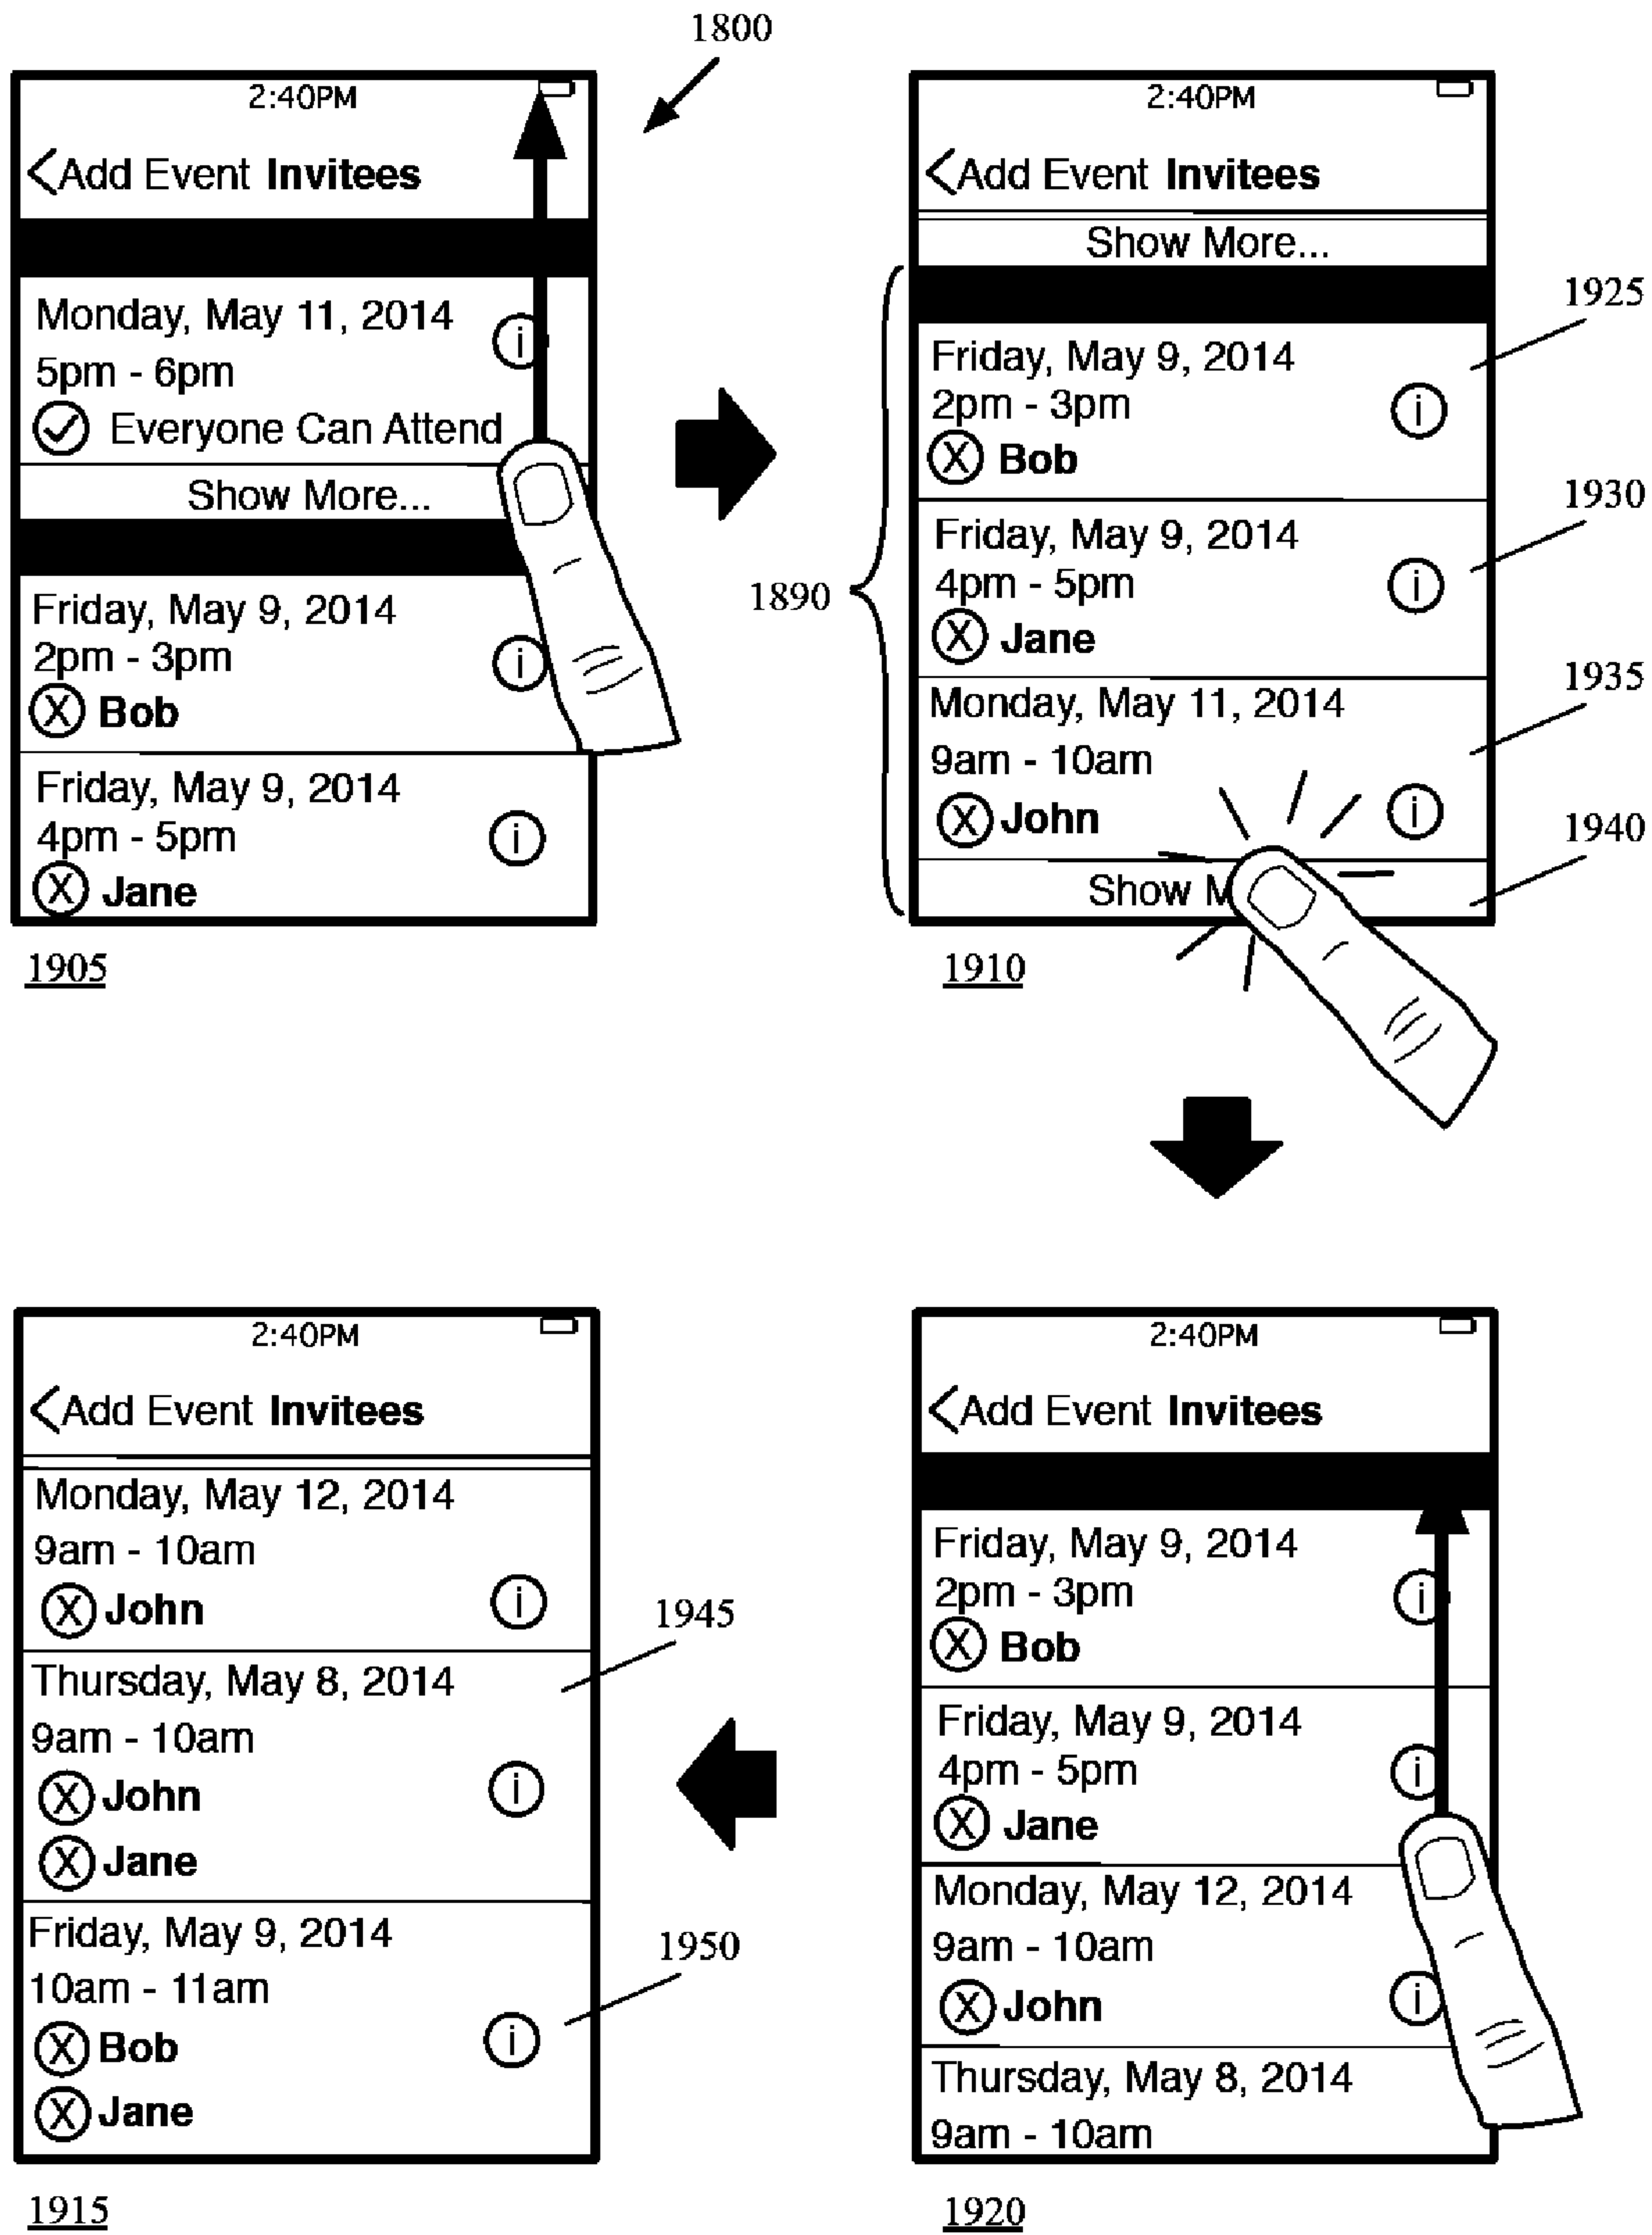 1800
2:40PM
<Add Event Invitees
Monday, May 11, 2014
5pm - 6pm
i
Everyone Can Attend
Show More...
Friday, May 9, 2014
2pm - 3pm
i
X Bob
Friday, May 9, 2014
4pm - 5pm
i
X Jane
1905
2:40PM
<Add Event Invitees
Show More...
1890
Friday, May 9, 2014
2pm - 3pm
i
X Bob
1925
Friday, May 9, 2014
4pm - 5pm
i
X Jane
1930
Monday, May 11, 2014
9am - 10am
i
X John
1935
Show M
1940
1910
2:40PM
<Add Event Invitees
Monday, May 12, 2014
9am - 10am
i
X John
Thursday, May 8, 2014
9am - 10am
i
X John
X Jane
1945
Friday, May 9, 2014
10am - 11am
i
X Bob
X Jane
1950
1915
2:40PM
<Add Event Invitees
Friday, May 9, 2014
2pm - 3pm
i
X Bob
Friday, May 9, 2014
4pm - 5pm
i
X Jane
Monday, May 12, 2014
9am - 10am
i
X John
Thursday, May 8, 2014
9am - 10am
1920